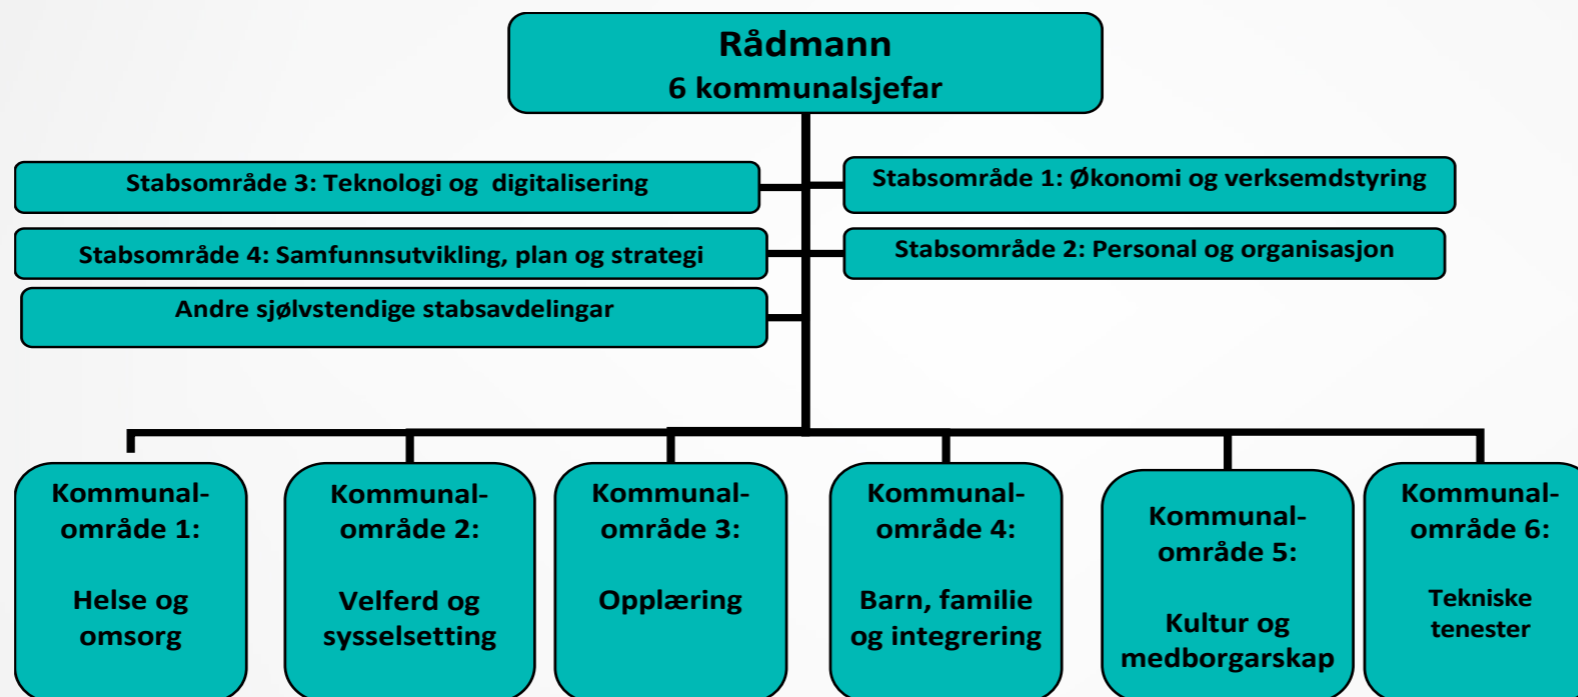 Rådmann
6 kommunalsjefar
Stabsområde 3: Teknologi og digitalisering
Stabsområde 1: Økonomi og verksemdstyring
Stabsområde 4: Samfunnsutvikling, plan og strategi
Stabsområde 2: Personal og organisasjon
Andre sjølvstendige stabsavdelingar
Kommunal-
område 1:
Helse og
omsorg
Kommunal-
område 2:
Velferd og
sysselsetting
Kommunal-
område 3:
Opplæring
Kommunal-
område 4:
Barn, familie
og integrering
Kommunal-
område 5:
Kultur og
medborgarskap
Kommunal-
område 6:
Tekniske
tenester